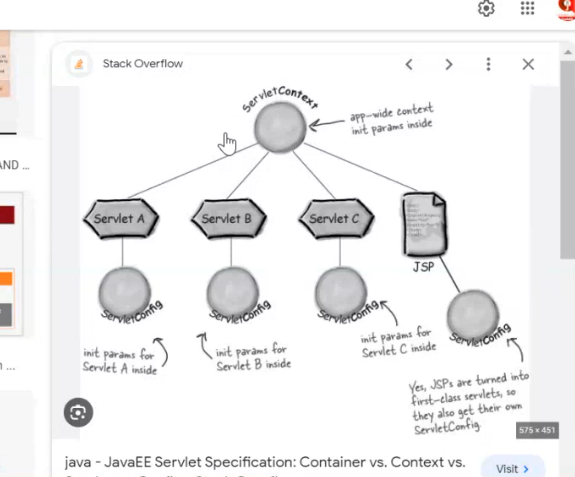 Stack Overflow
ServletContext
app-wide context
init params inside
AND ...
Servlet A
Servlet B
Servlet C
JSP
ServletConfig
ServletConfig
ServletConfig
ServletConfig
init params for
Servlet A inside
init params for
Servlet B inside
init params for
Servlet C inside
Yes, JSPs are turned into
first-class servlets, so
they also get their own
ServletConfig
575 x 451
java - JavaEE Servlet Specification: Container vs. Context vs.
Visit >